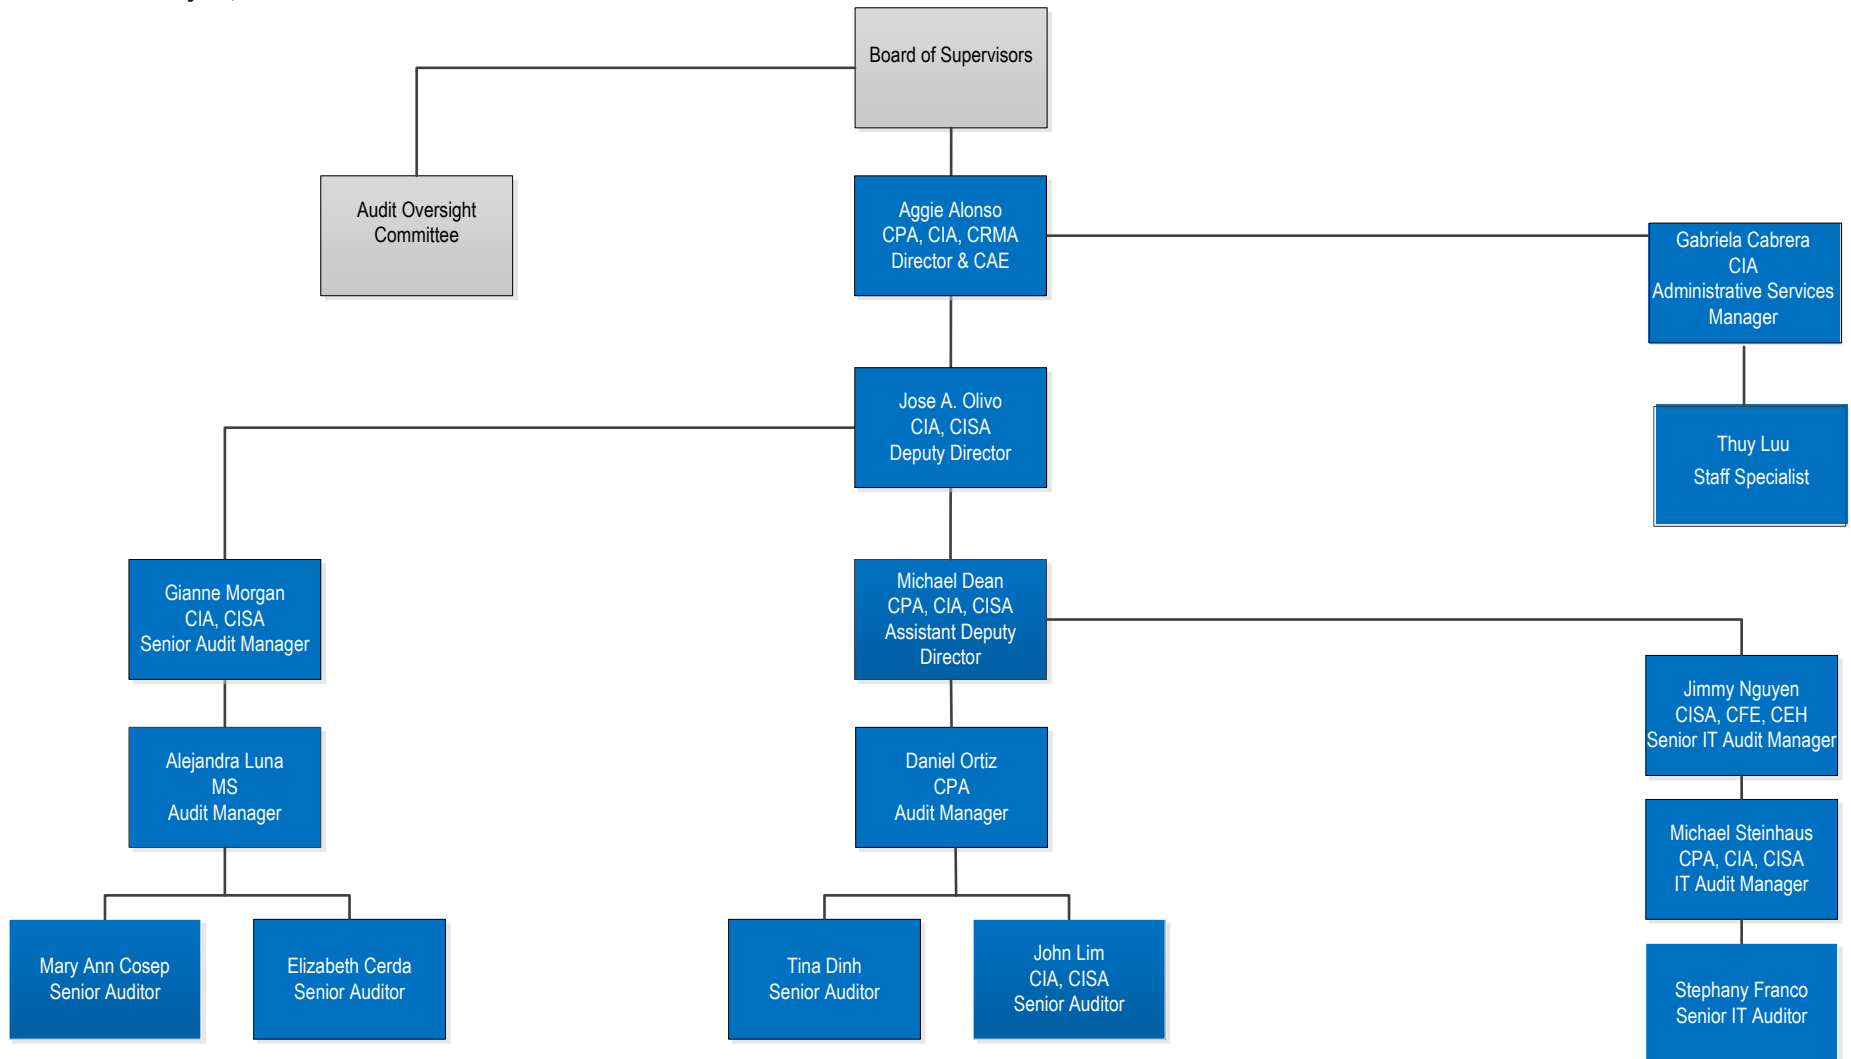 Board of Supervisors
Audit Oversight
Committee
Aggie Alonso
CPA, CIA, CRMA
Director & CAE
Gabriela Cabrera
CIA
Administrative Services
Manager
Jose A. Olivo
CIA, CISA
Deputy Director
Thuy Luu
Staff Specialist
Gianne Morgan
CIA, CISA
Senior Audit Manager
Michael Dean
CPA, CIA, CISA
Assistant Deputy
Director
Jimmy Nguyen
CISA, CFE, CEH
Senior IT Audit Manager
Alejandra Luna
MS
Audit Manager
Daniel Ortiz
CPA
Audit Manager
Michael Steinhaus
CPA, CIA, CISA
IT Audit Manager
Mary Ann Cosep
Senior Auditor
Elizabeth Cerda
Senior Auditor
Tina Dinh
Senior Auditor
John Lim
CIA, CISA
Senior Auditor
Stephany Franco
Senior IT Auditor